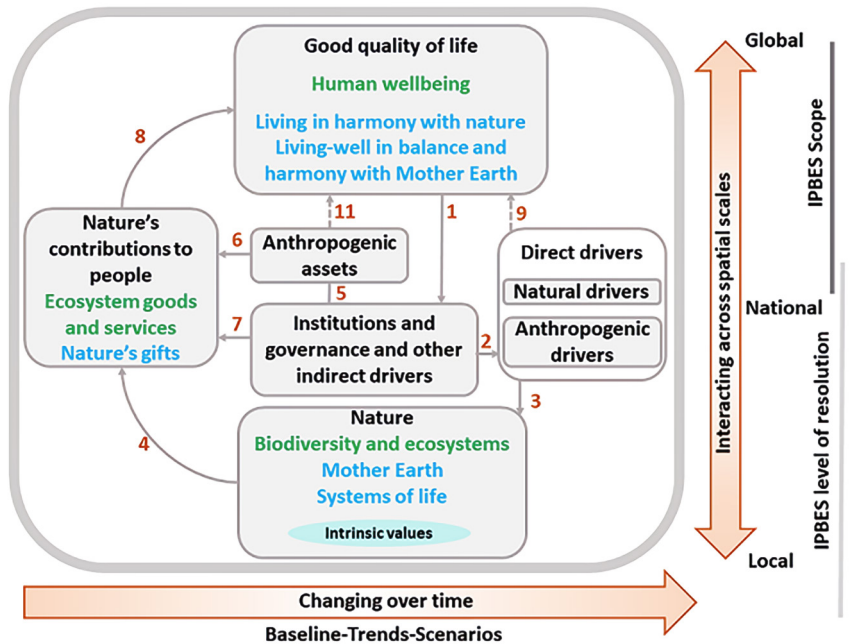 Good quality of life
Human wellbeing
Living in harmony with nature
Living-well in balance and
harmony with Mother Earth
8
11
1
9
Nature's
contributions to
people
Ecosystem goods
and services
Nature's gifts
6
Anthropogenic
assets
5
7
Institutions and
governance and other
indirect drivers
2
Direct drivers
Natural drivers
Anthropogenic
drivers
3
4
Nature
Biodiversity and ecosystems
Mother Earth
Systems of life
Intrinsic values
Global
National
Local
Interacting across spatial scales
IPBES Scope
IPBES level of resolution
Changing over time
Baseline-Trends-Scenarios